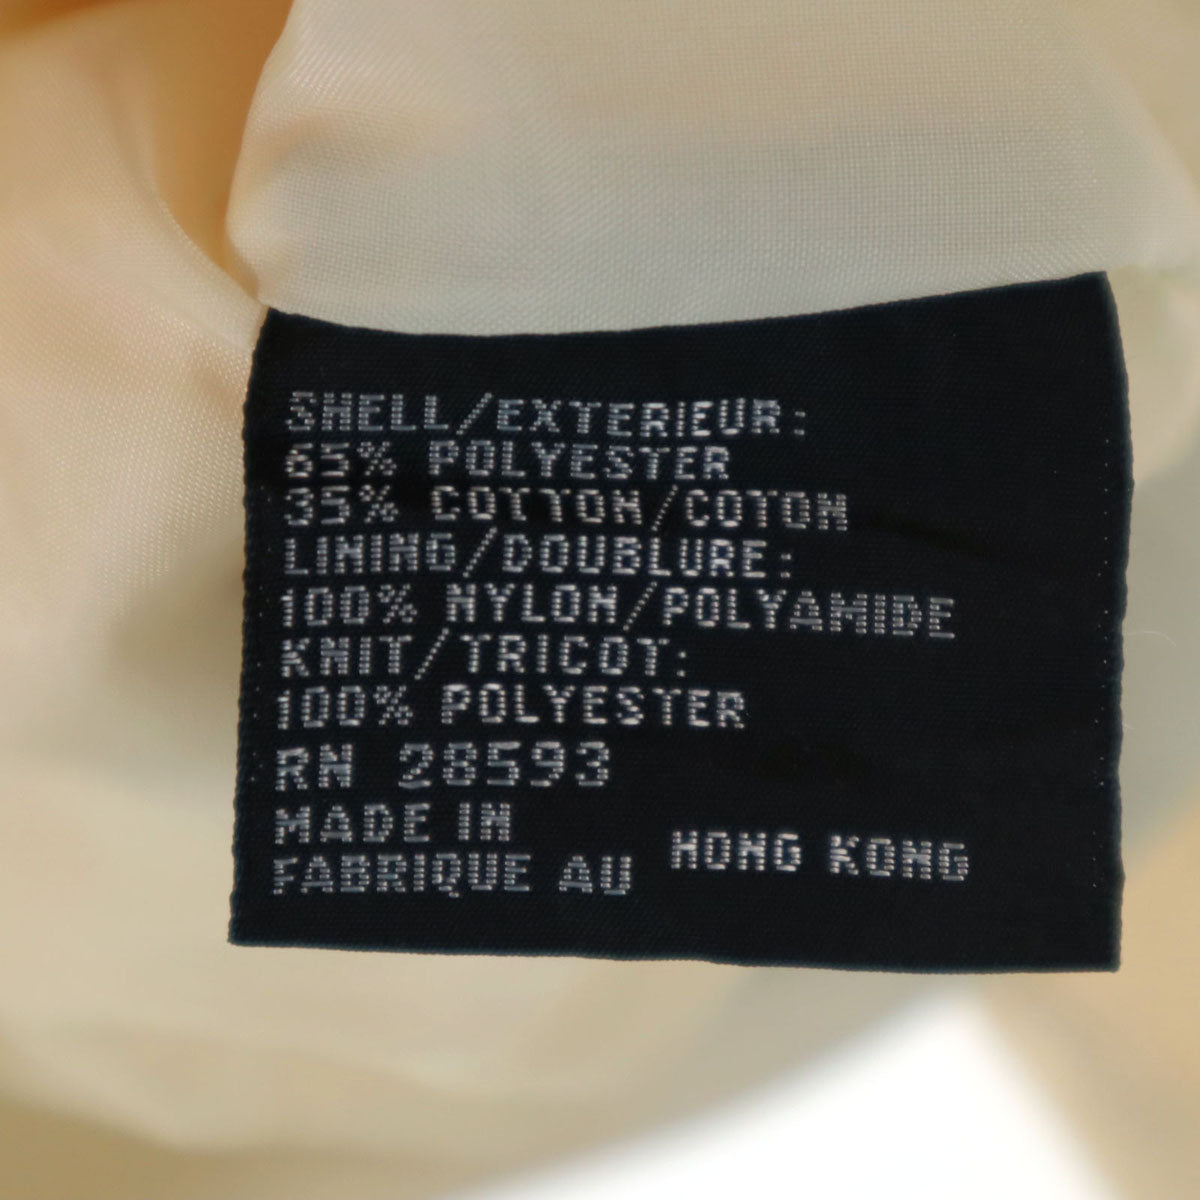 SHELL/EXTERIEUR:
65% POLYESTER
35% COTTON/COTON
LINING/DOUBLURE:
100% NYLON/POLYAMIDE
KNIT/TRICOT:
100% POLYESTER
RN 28593
MADE IN
FABRIQUE AU HONG KONG